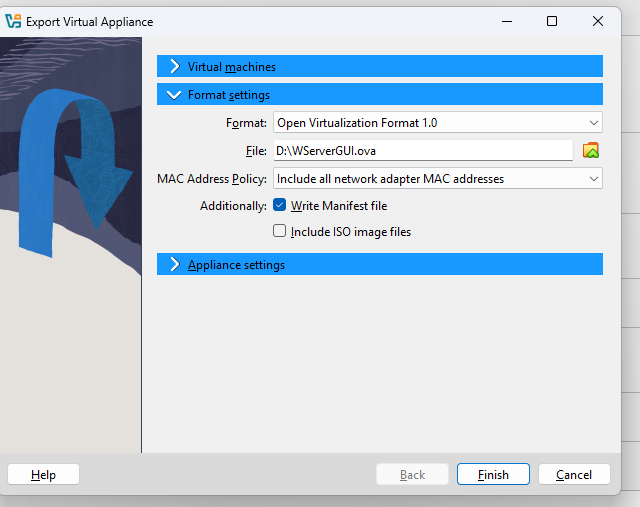 Export Virtual Appliance
Virtual machines
Format settings
Format: Open Virtualization Format 1.0
File: D:\WServerGUI.ova
MAC Address Policy: Include all network adapter MAC addresses
Additionally: Write Manifest file
Include ISO image files
Appliance settings
Help Back Finish Cancel